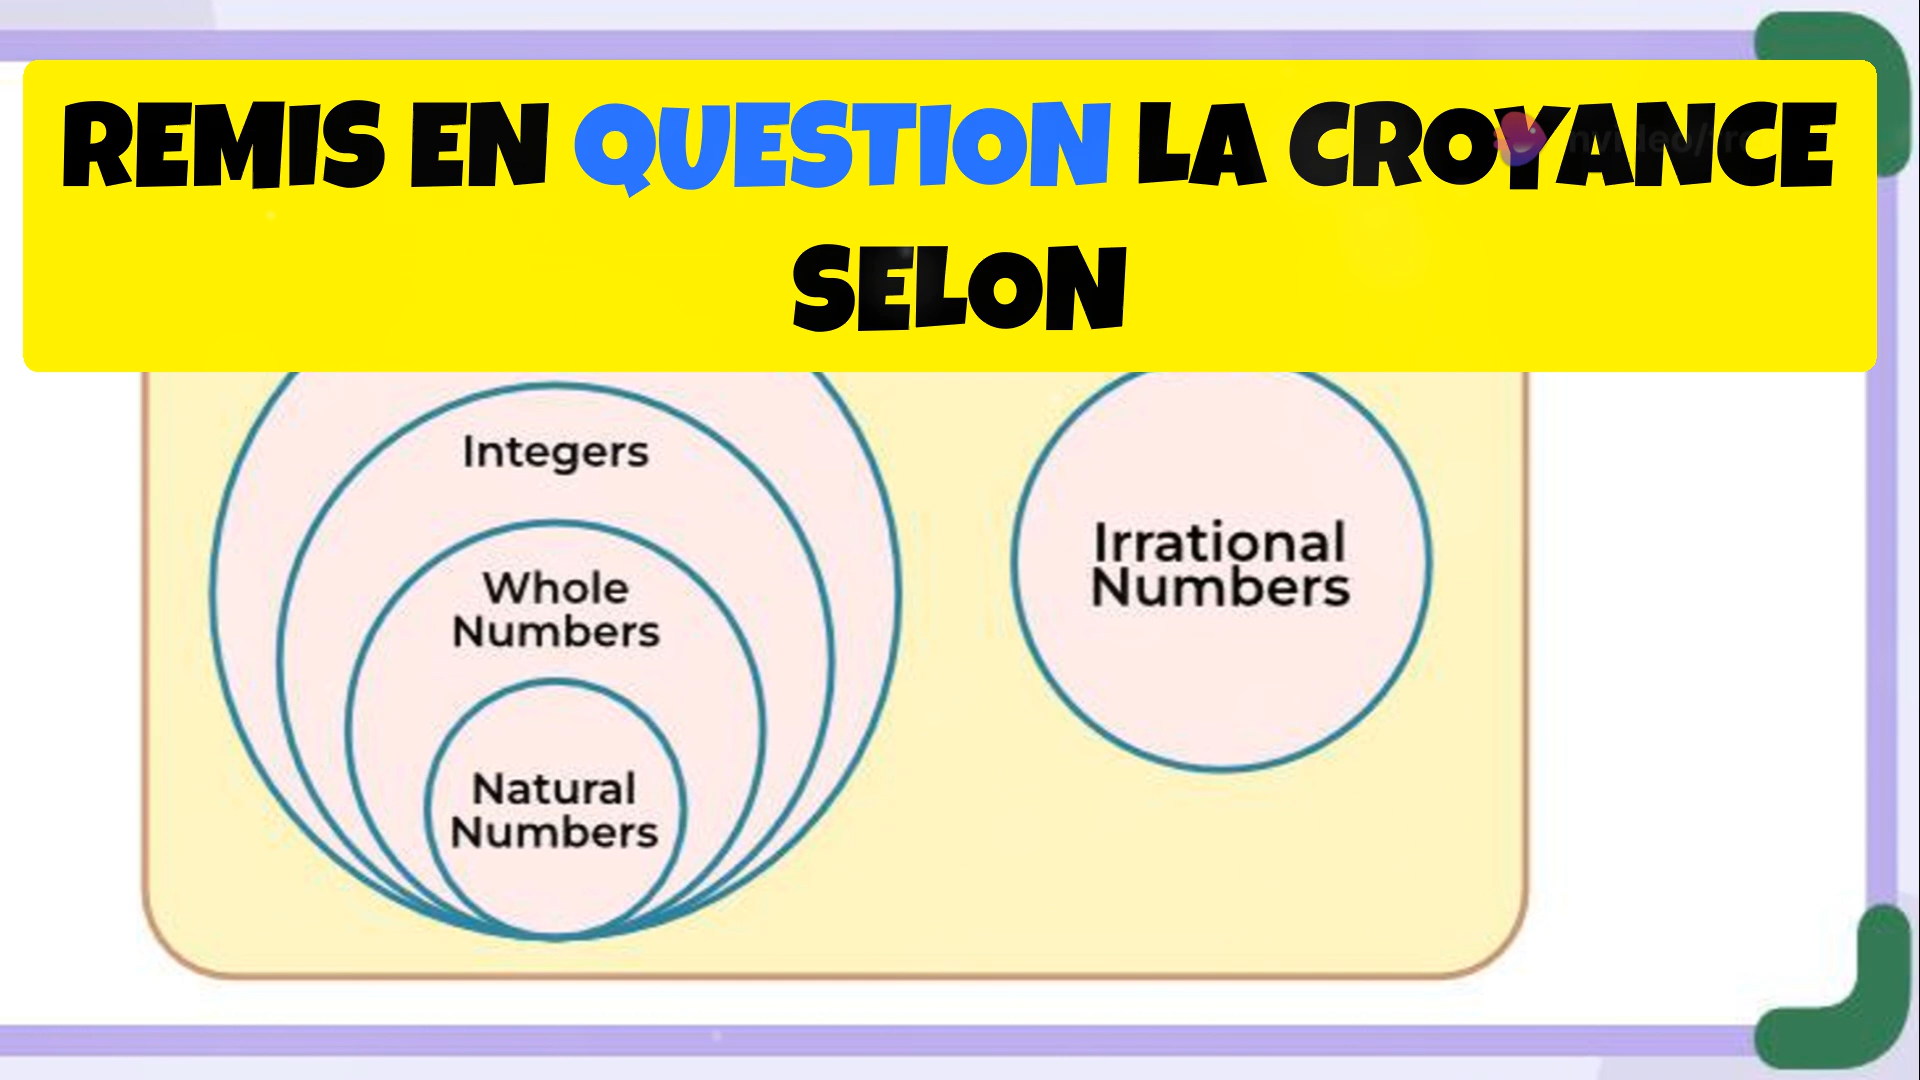 REMIS EN QUESTION LA CROYANCE
SELON
Integers
Whole
Numbers
Natural
Numbers
Irrational
Numbers